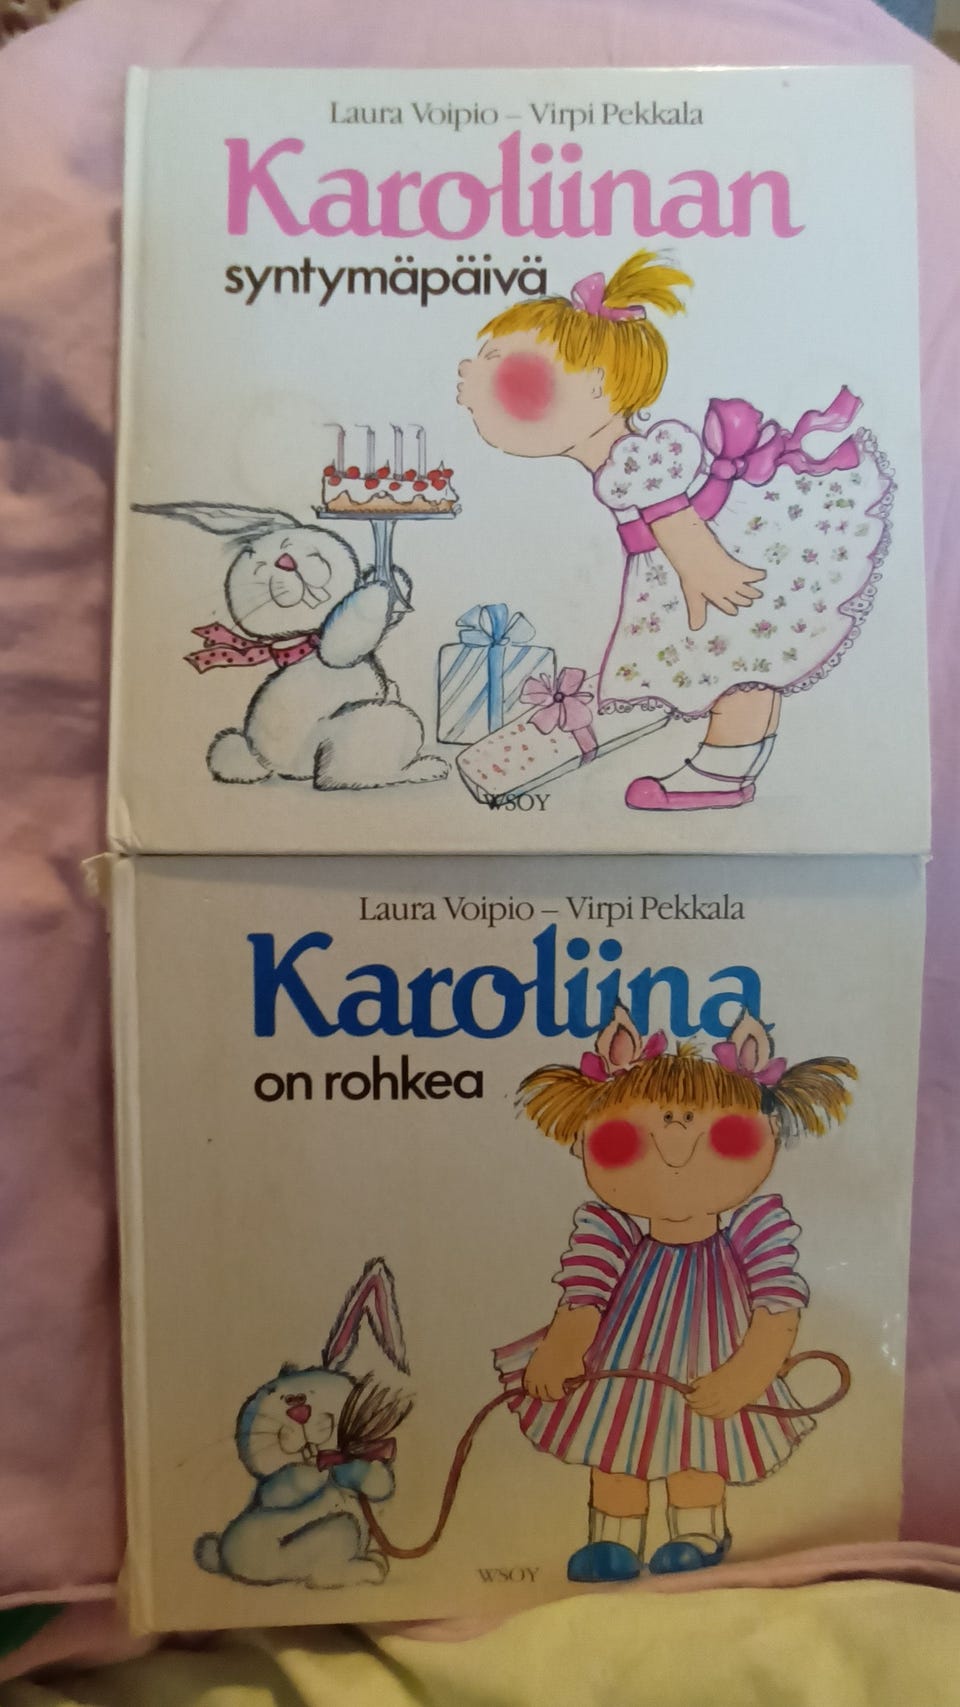 Laura Voipio – Virpi Pekkala
Karoliinan
syntymäpäivä
WSOY
Laura Voipio – Virpi Pekkala
Karoliina
on rohkea
WSOY